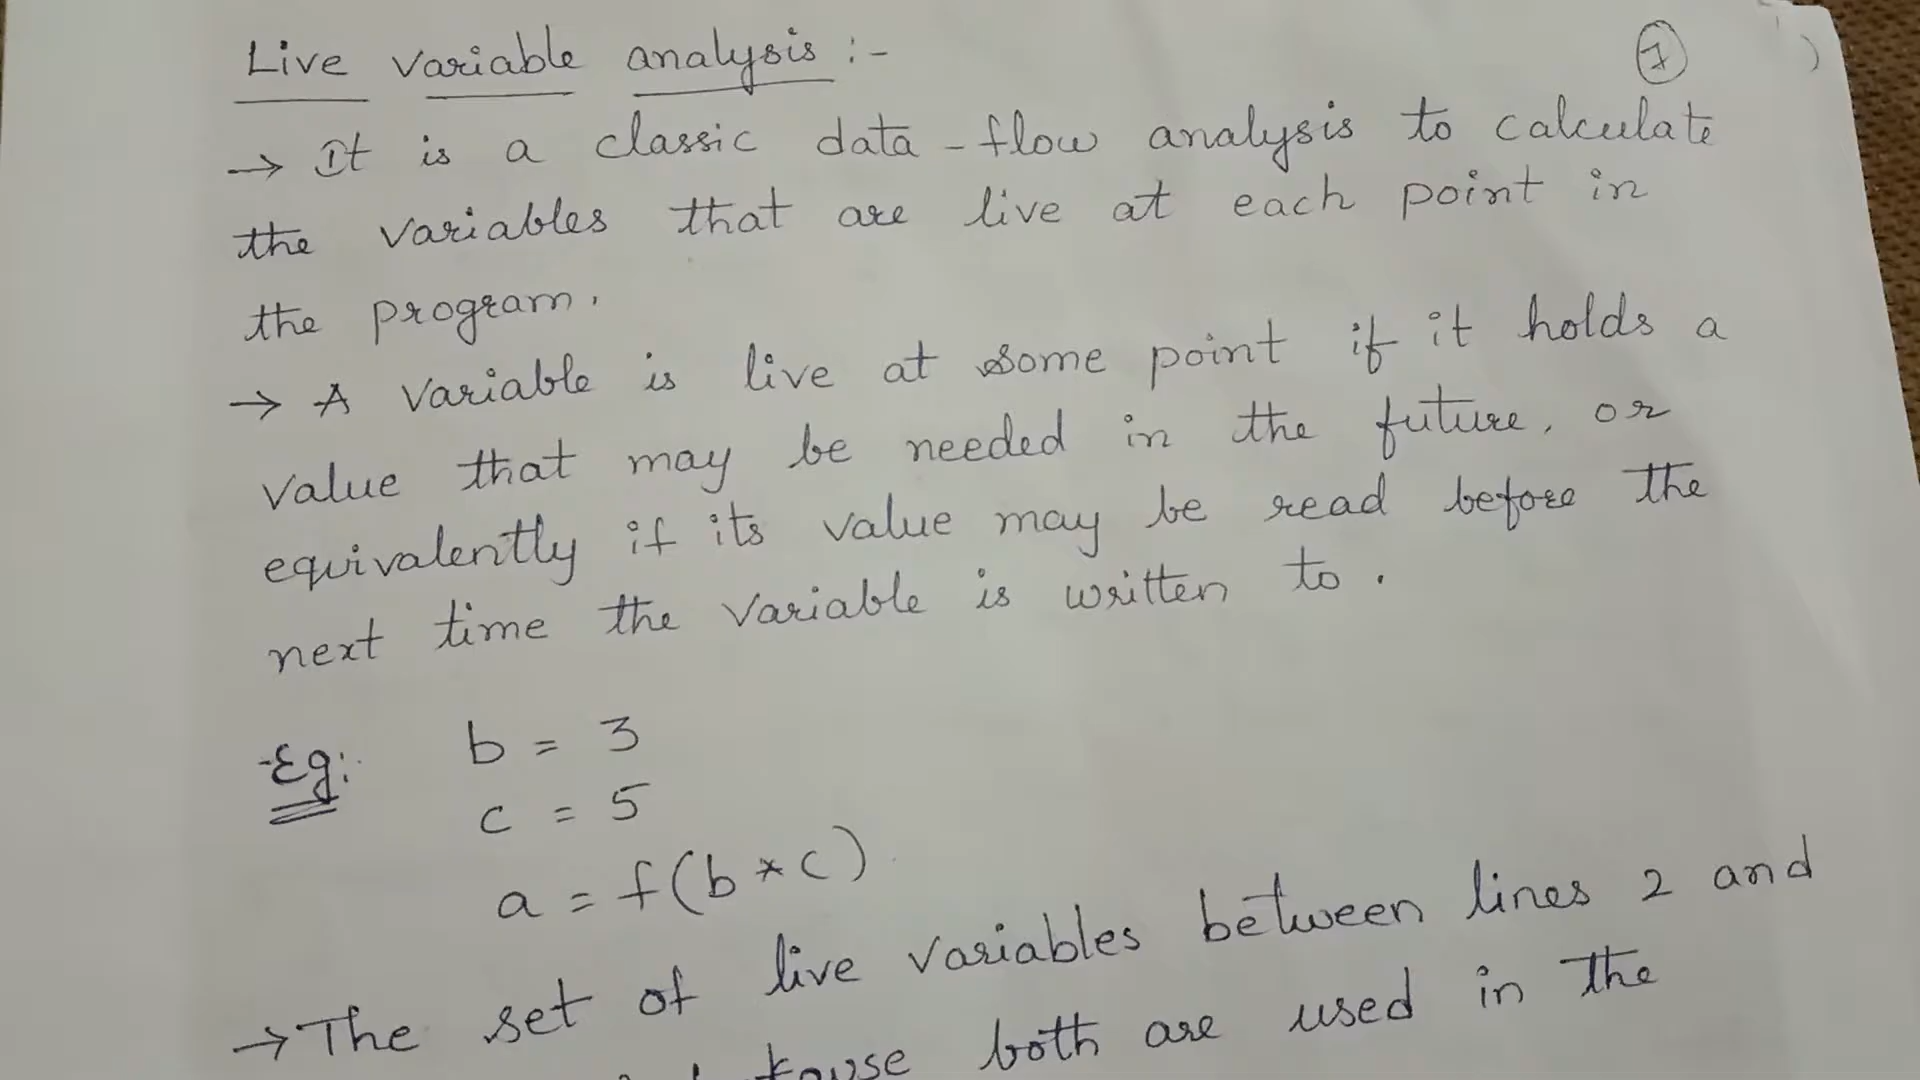 Live variable analysis :-
1
→ It is a classic data-flow analysis to calculate
the variables that are live at each point in
the program.
→ A variable is live at some point if it holds a
value that may be needed in the future, or
equivalently if its value may be read before the
next time the variable is written to.
Eg: b = 3
c = 5
a = f(b * c)
→ The set of live variables between lines 2 and
both are used in the